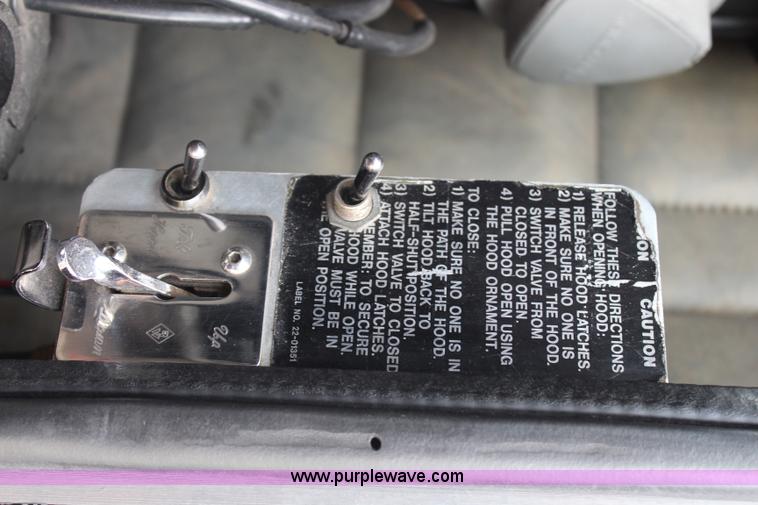 ION CAUTION
FOLLOW THESE DIRECTIONS
WHEN OPENING HOOD:
1) RELEASE HOOD LATCHES.
2) MAKE SURE NO ONE IS
IN FRONT OF THE HOOD.
3) SWITCH VALVE FROM
CLOSED TO OPEN.
4) PULL HOOD OPEN USING
THE HOOD ORNAMENT.
TO CLOSE:
1) MAKE SURE NO ONE IS IN
THE PATH OF THE HOOD.
2) TILT HOOD BACK TO
HALF-SHUT POSITION.
3) SWITCH VALVE TO CLOSED
4) ATTACH HOOD LATCHES.
EMEMBER: TO SECURE
HOOD WHILE OPEN.
VALVE MUST BE IN
E OPEN POSITION.
LABEL NO. 22-01351
Usa
www.purplewave.com